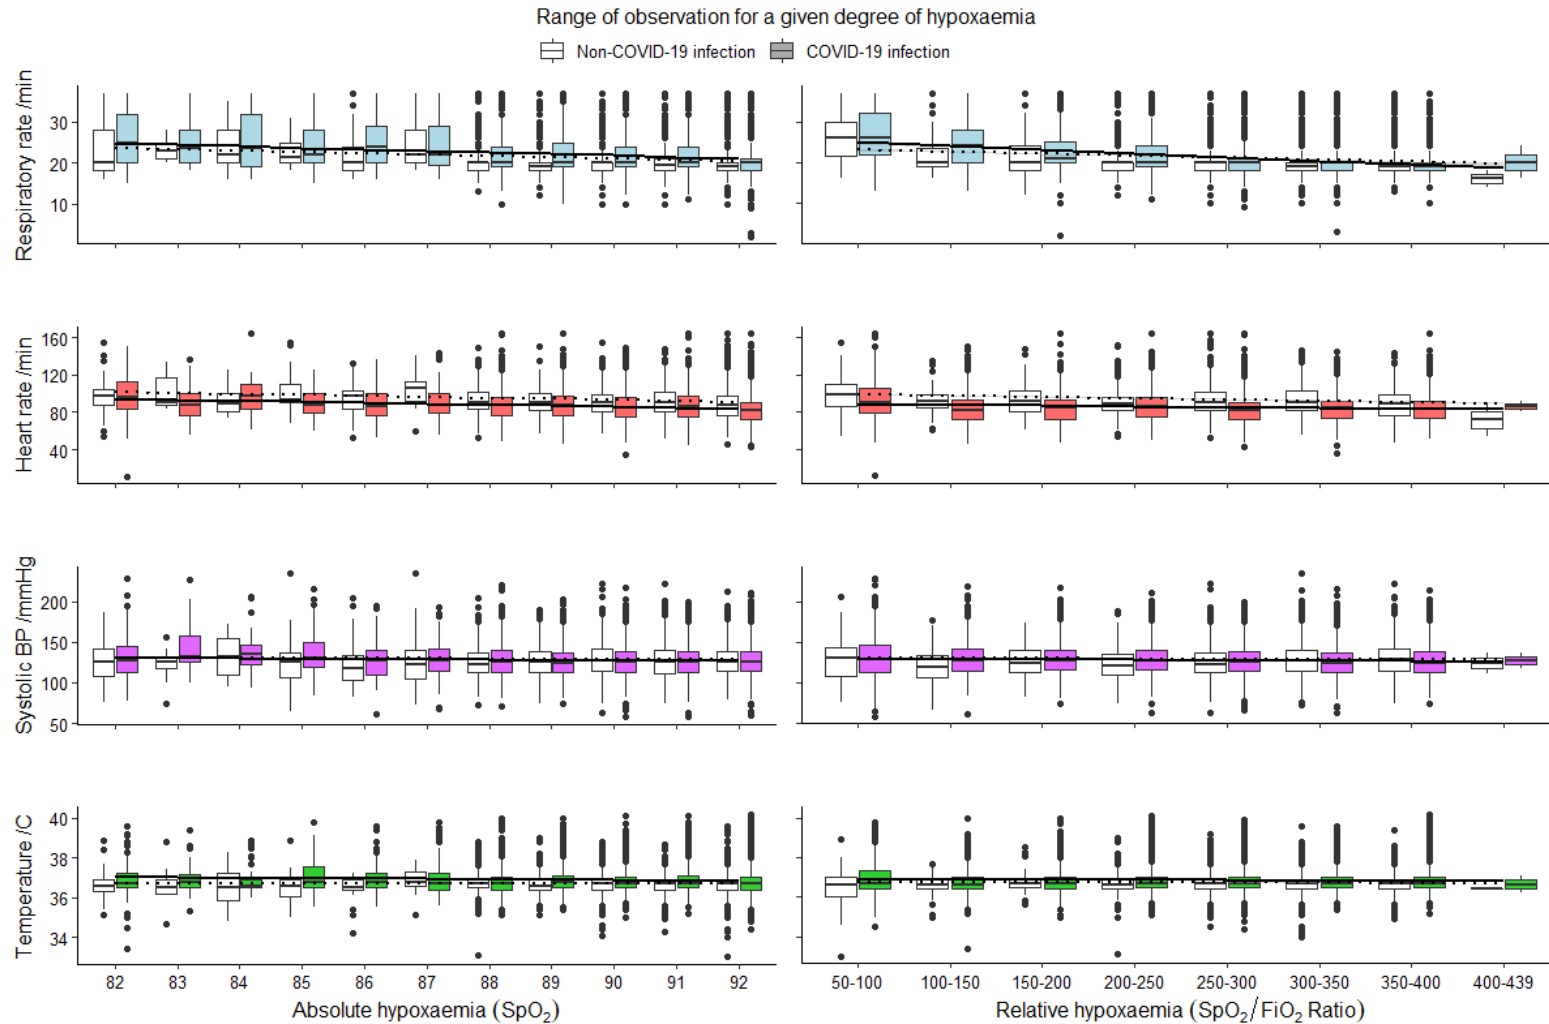 Range of observation for a given degree of hypoxaemia
Non-COVID-19 infection COVID-19 infection
Respiratory rate /min
30
20
10
Heart rate /min
160
120
80
40
Systolic BP /mmHg
200
150
100
50
Temperature /C
40
38
36
34
82 83 84 85 86 87 88 89 90 91 92
Absolute hypoxaemia (SpO₂)
50-100 100-150 150-200 200-250 250-300 300-350 350-400 400-439
Relative hypoxaemia (SpO₂/FiO₂ Ratio)